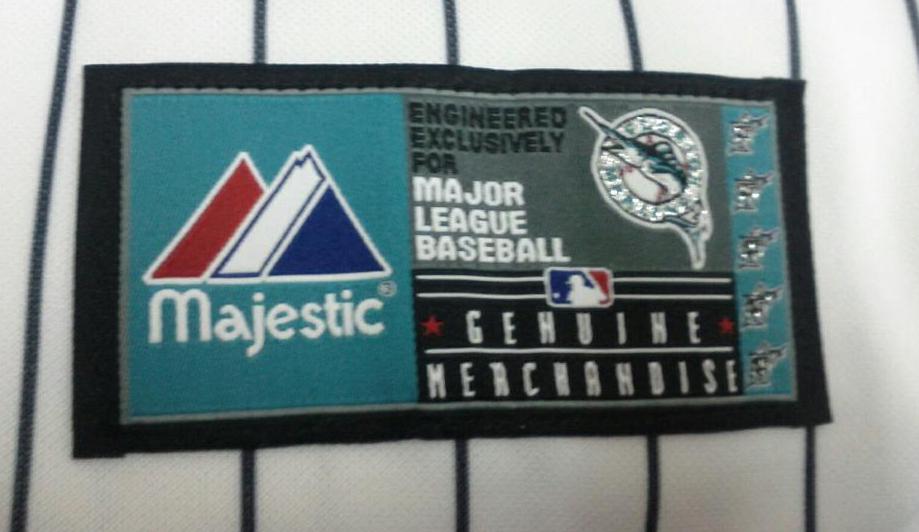 Majestic®
ENGINEERED
EXCLUSIVELY
FOR
MAJOR
LEAGUE
BASEBALL
GENUINE
MERCHANDISE